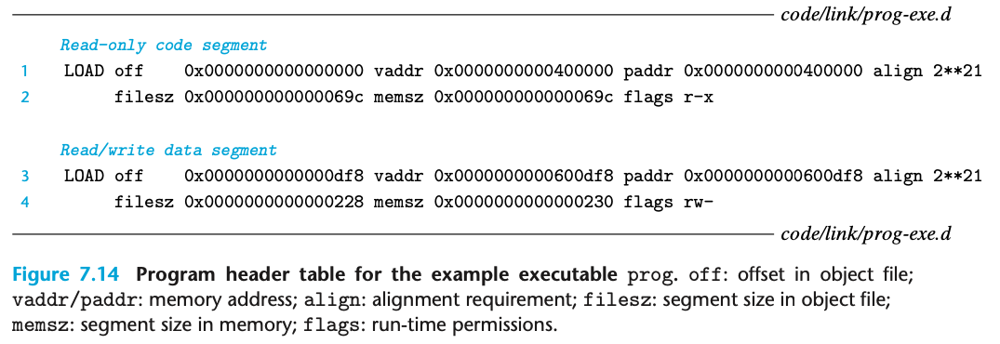 code/link/prog-exe.d
Read-only code segment
1 LOAD off 0x0000000000000000 vaddr 0x0000000000400000 paddr 0x0000000000400000 align 2**21
2 filesz 0x000000000000069c memsz 0x000000000000069c flags r-x
Read/write data segment
3 LOAD off 0x0000000000000df8 vaddr 0x0000000000600df8 paddr 0x0000000000600df8 align 2**21
4 filesz 0x0000000000000228 memsz 0x0000000000000230 flags rw-
code/link/prog-exe.d
Figure 7.14 Program header table for the example executable prog. off: offset in object file;
vaddr/paddr: memory address; align: alignment requirement; filesz: segment size in object file;
memsz: segment size in memory; flags: run-time permissions.